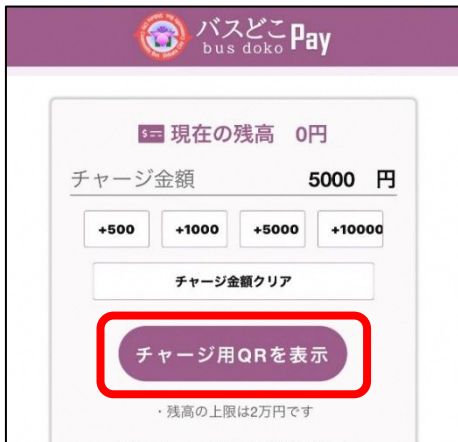 バスどこ Pay
bus doko
現在の残高 0円
チャージ金額 5000 円
+500 +1000 +5000 +10000
チャージ金額クリア
チャージ用QRを表示
・残高の上限は2万円です